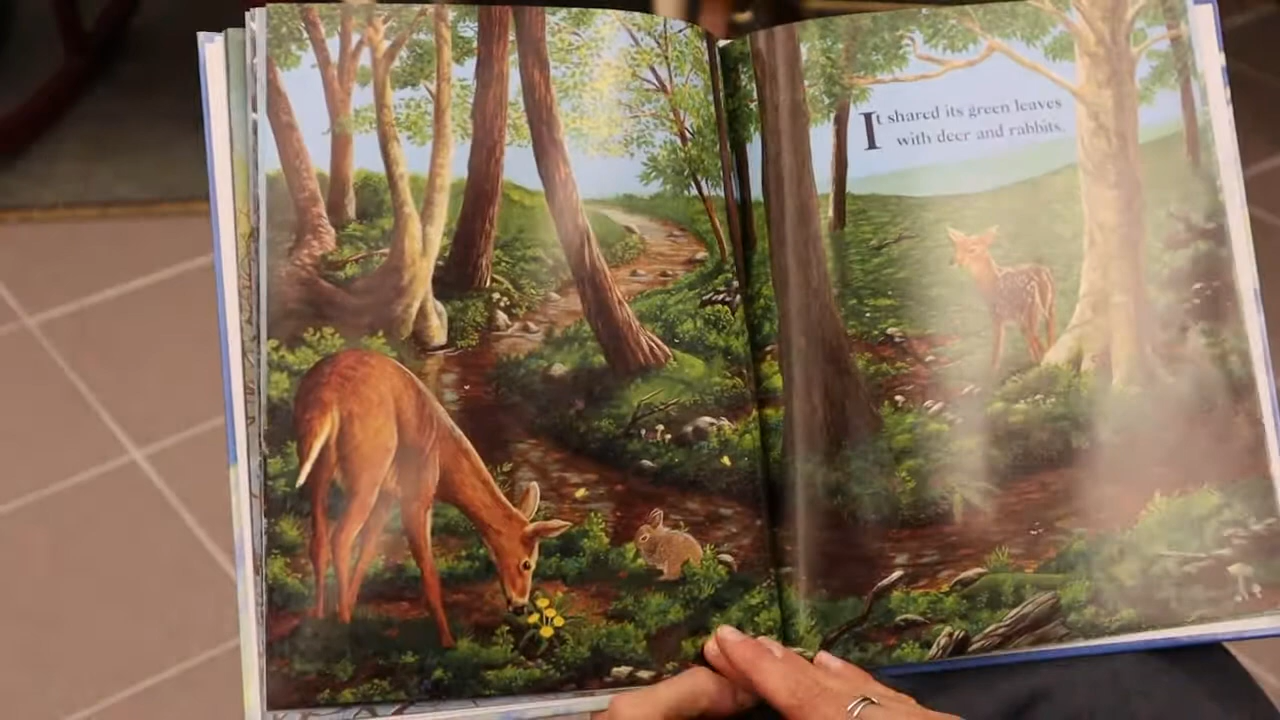 It shared its green leaves
with deer and rabbits.